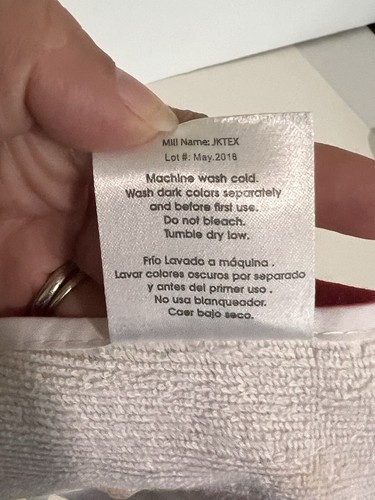 Mill Name: JKTEX
Lot #: May.2018
Machine wash cold.
Wash dark colors separately
and before first use.
Do not bleach.
Tumble dry low.
Frío Lavado a máquina .
Lavar colores oscuros por separado
y antes del primer uso .
No usa blanqueador.
Caer bajo seco.